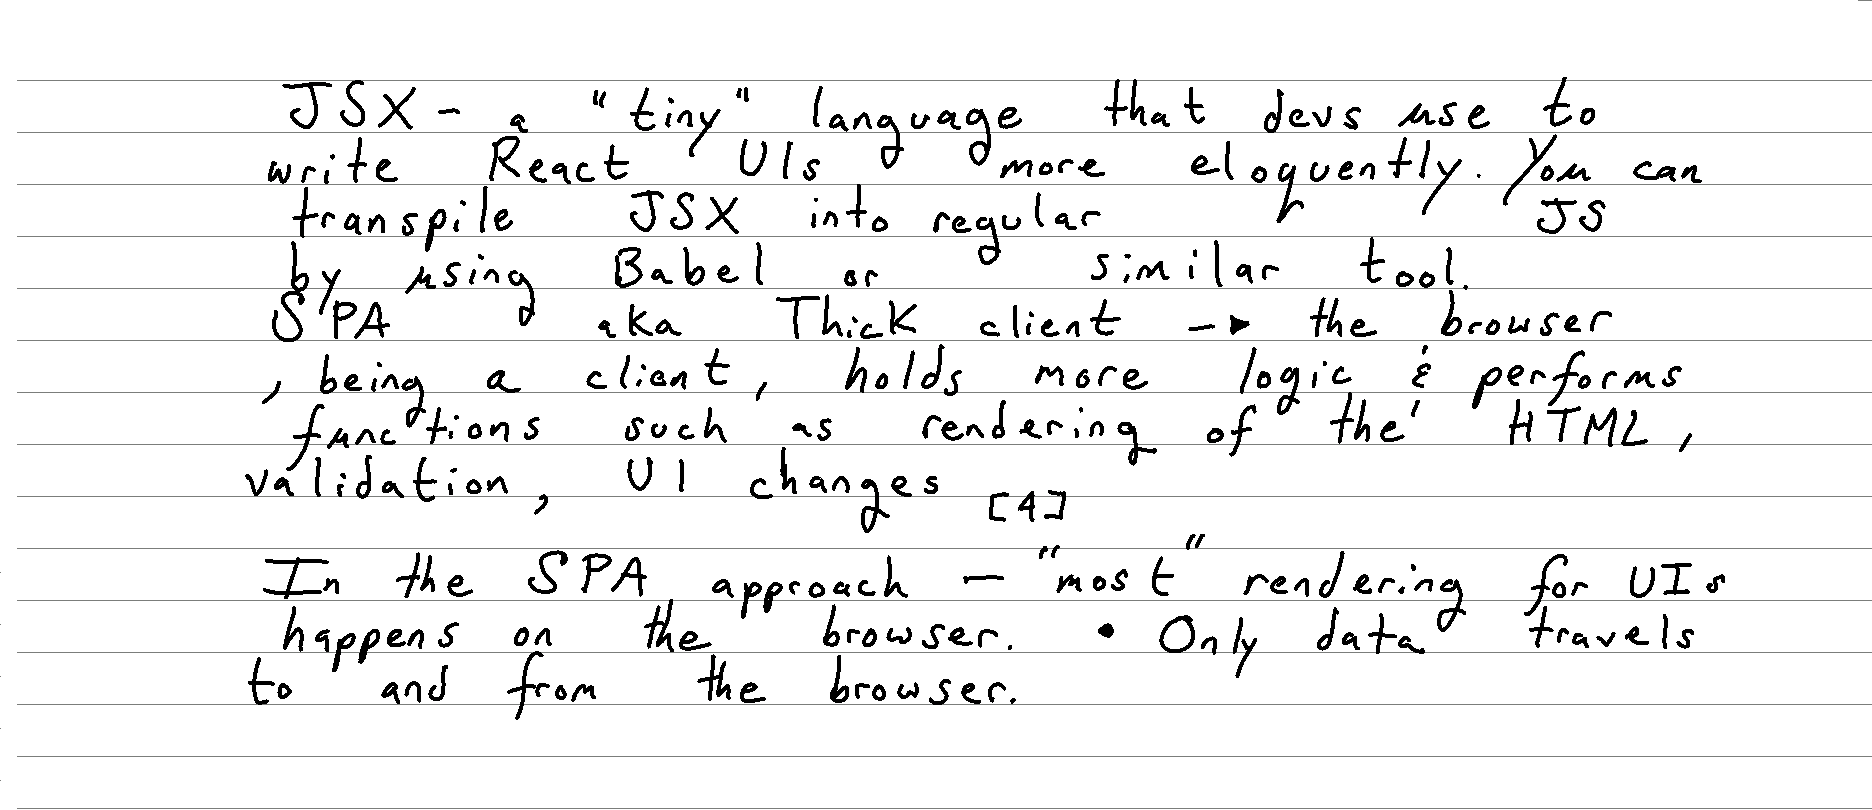 JSX - a "tiny" language that devs use to
write React UIs more eloquently. You can
transpile JSX into regular JS
by using Babel or similar tool.
SPA aka Thick client -> the browser
, being a client, holds more logic & performs
functions such as rendering of the HTML,
validation, UI changes [4]
In the SPA approach - "most" rendering for UIs
happens on the browser. • Only data travels
to and from the browser.